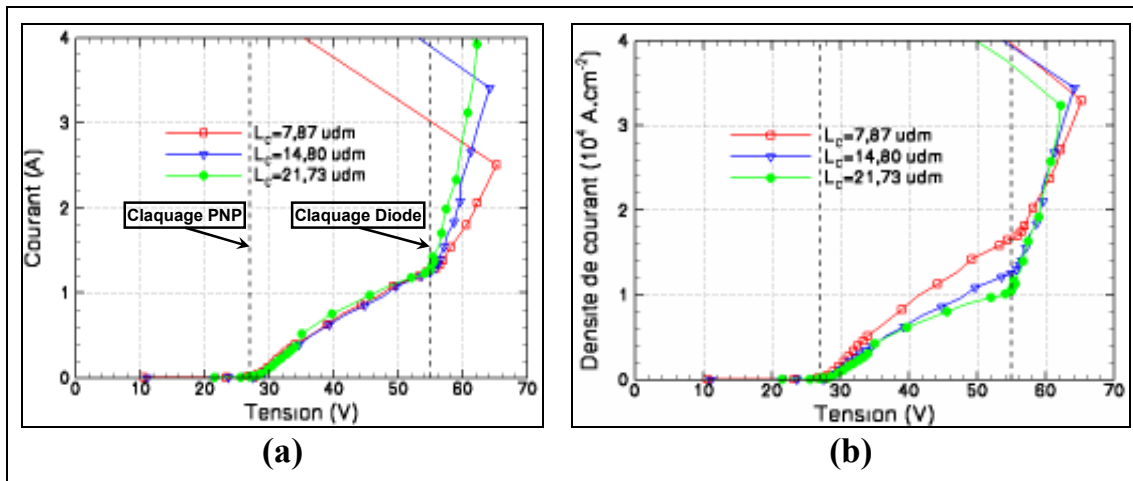 4
3
2
1
0
Courant (A)
L_c=7,87 udm
L_c=14,80 udm
L_c=21,73 udm
Claquage PNP
Claquage Diode
0 10 20 30 40 50 60 70
Tension (V)
(a)
4
3
2
1
0
Densite de courant (10⁴ A.cm⁻²)
L_c=7,87 udm
L_c=14,80 udm
L_c=21,73 udm
0 10 20 30 40 50 60 70
Tension (V)
(b)